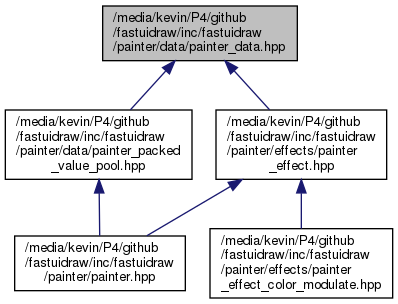 /media/kevin/P4/github
/fastuidraw/inc/fastuidraw
/painter/data/painter_data.hpp
/media/kevin/P4/github
/fastuidraw/inc/fastuidraw
/painter/data/painter_packed
_value_pool.hpp
/media/kevin/P4/github
/fastuidraw/inc/fastuidraw
/painter/effects/painter
_effect.hpp
/media/kevin/P4/github
/fastuidraw/inc/fastuidraw
/painter/painter.hpp
/media/kevin/P4/github
/fastuidraw/inc/fastuidraw
/painter/effects/painter
_effect_color_modulate.hpp